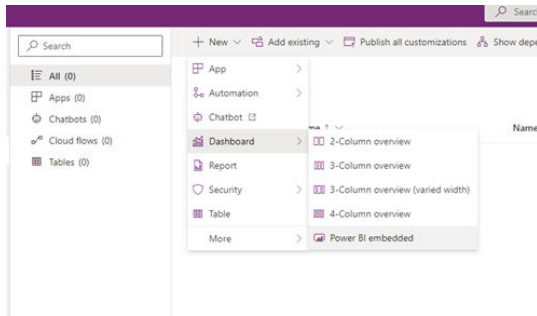 Search
Search
New Add existing Publish all customizations Show
All (0)
Apps (0)
Chatbots (0)
Cloud flows (0)
Tables (0)
App
Automation
Chatbot
Dashboard
Report
Security
Table
More
Name
2-Column overview
3-Column overview
3-Column overview (varied width)
4-Column overview
Power BI embedded